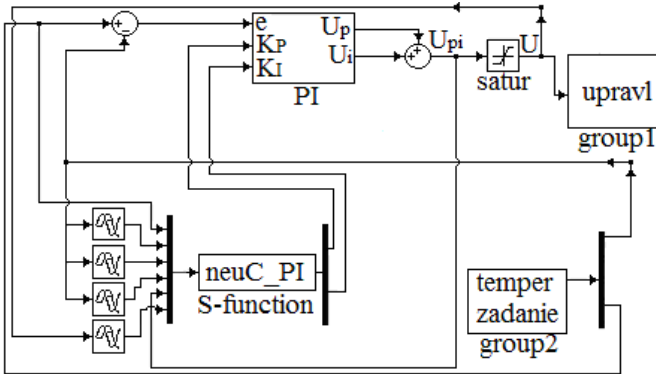 e
Up
Upi
KP
Ui
U
KI
PI
satur
upravl
group1
neuC_PI
S-function
temper
zadanie
group2